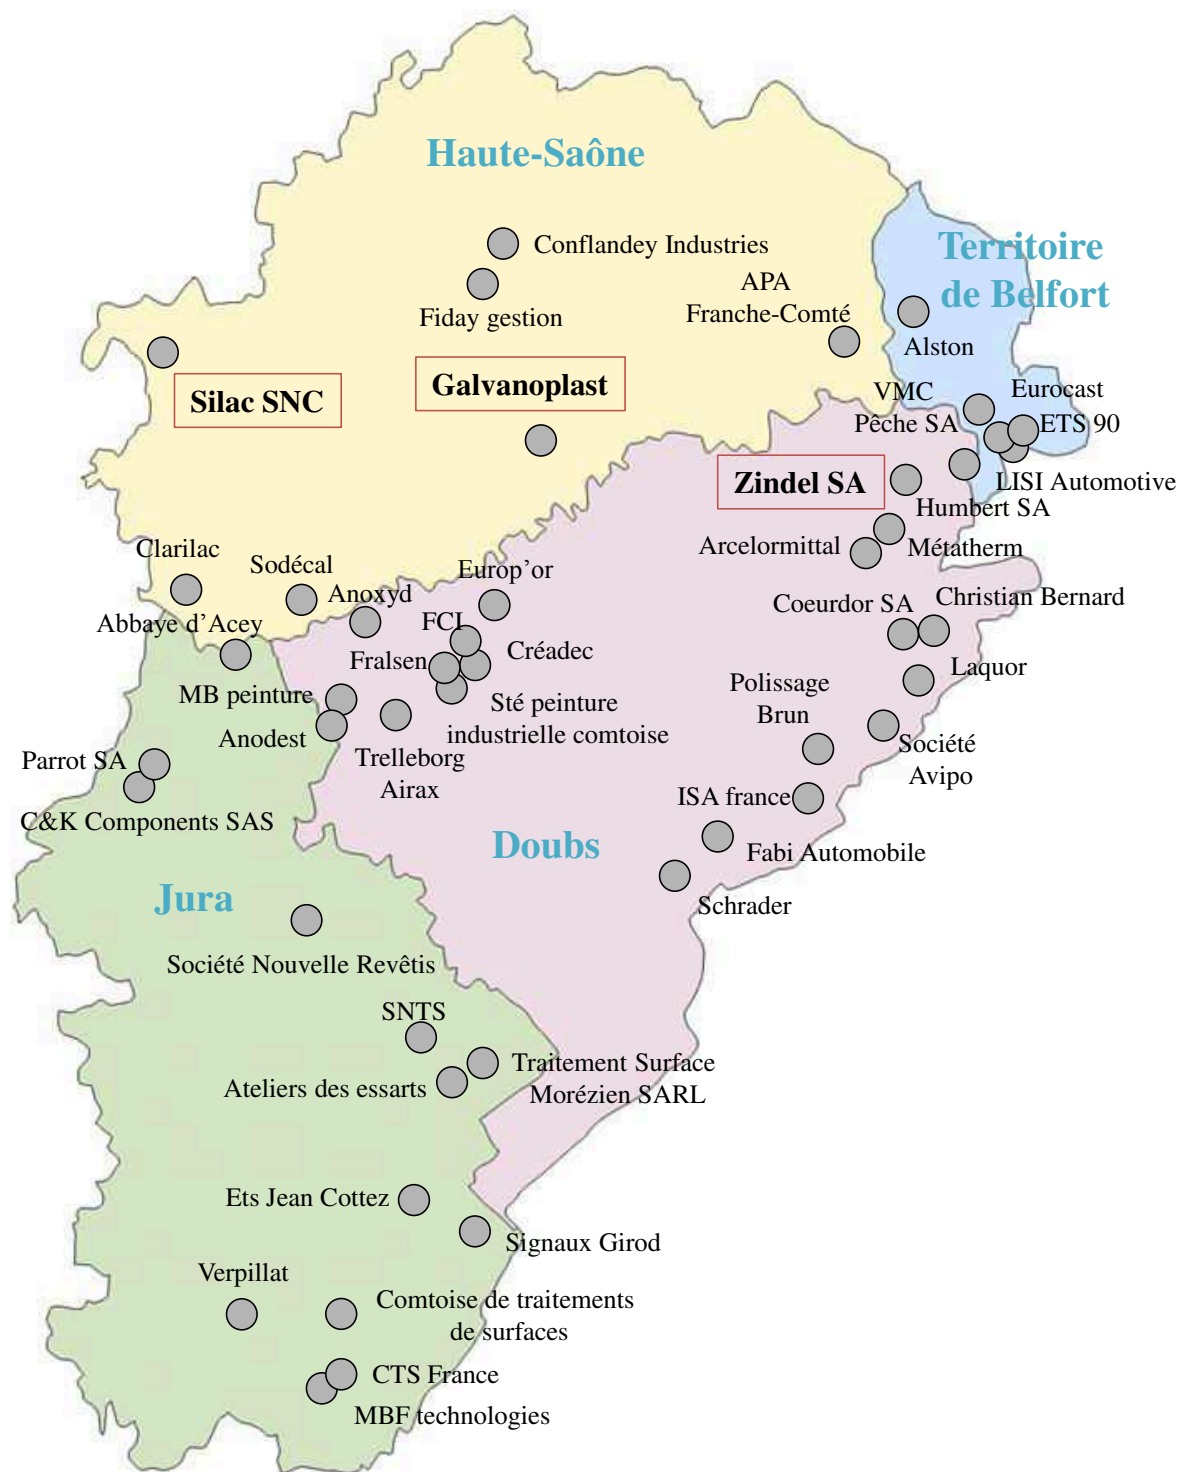 Haute-Saône
Territoire
de Belfort
Conflandey Industries
APA
Franche-Comté
Fiday gestion
Alston
Silac SNC
Galvanoplast
VMC
Pêche SA
Eurocast
ETS 90
Zindel SA
LISI Automotive
Humbert SA
Arcelormittal
Métatherm
Clarilac
Sodécal
Europ’or
Anoxyd
Coeurdor SA
Christian Bernard
Abbaye d’Acey
FCI
Fralsen
Créadec
Laquor
MB peinture
Polissage
Brun
Sté peinture
industrielle comtoise
Anodest
Trelleborg
Airax
Société
Avipo
Parrot SA
C&K Components SAS
ISA france
Doubs
Fabi Automobile
Jura
Schrader
Société Nouvelle Revêtis
SNTS
Traitement Surface
Morézien SARL
Ateliers des essarts
Ets Jean Cottez
Signaux Girod
Verpillat
Comtoise de traitements
de surfaces
CTS France
MBF technologies